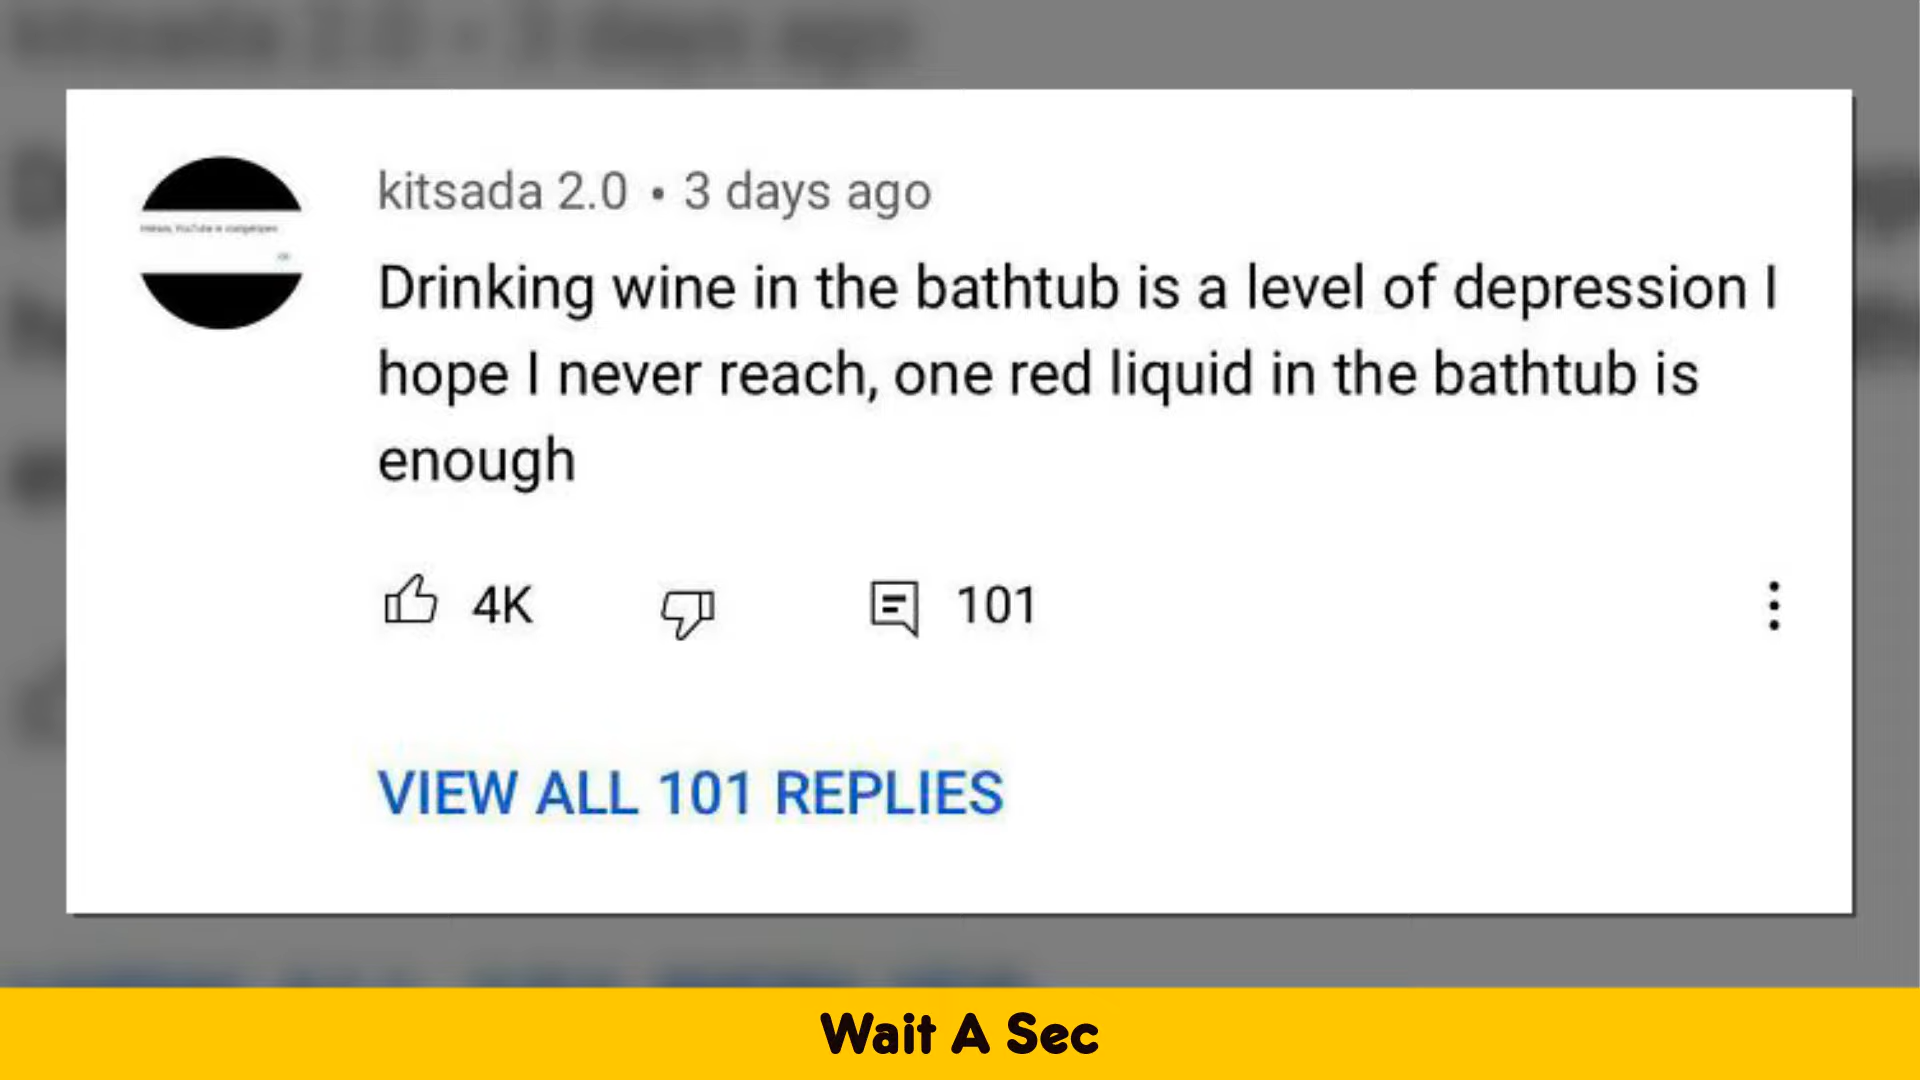 kitsada 2.0 • 3 days ago
Drinking wine in the bathtub is a level of depression I
hope I never reach, one red liquid in the bathtub is
enough
4K
101
VIEW ALL 101 REPLIES
Wait A Sec